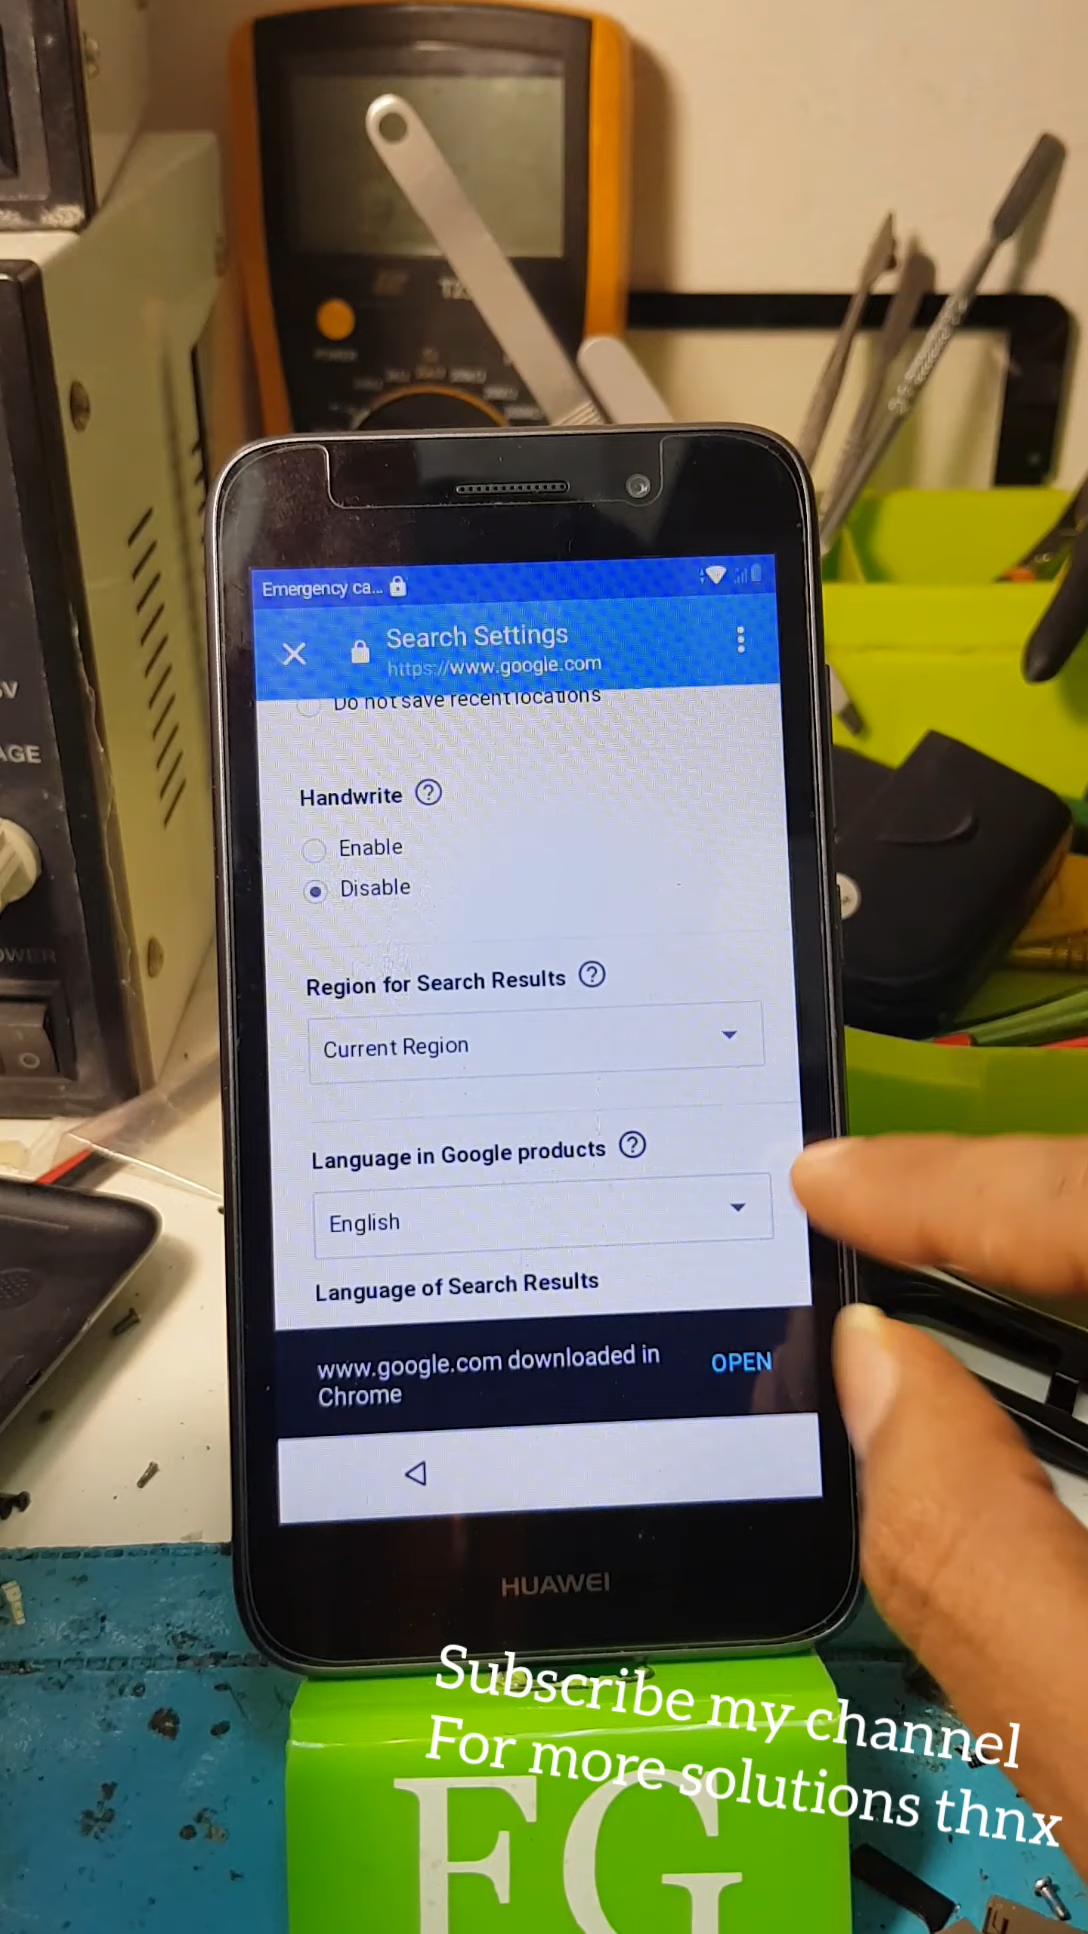 Emergency ca...
Search Settings
https://www.google.com
Do not save recent locations
Handwrite
Enable
Disable
Region for Search Results
Current Region
Language in Google products
English
Language of Search Results
www.google.com downloaded in
Chrome
OPEN
HUAWEI
Subscribe my channel
For more solutions thnx